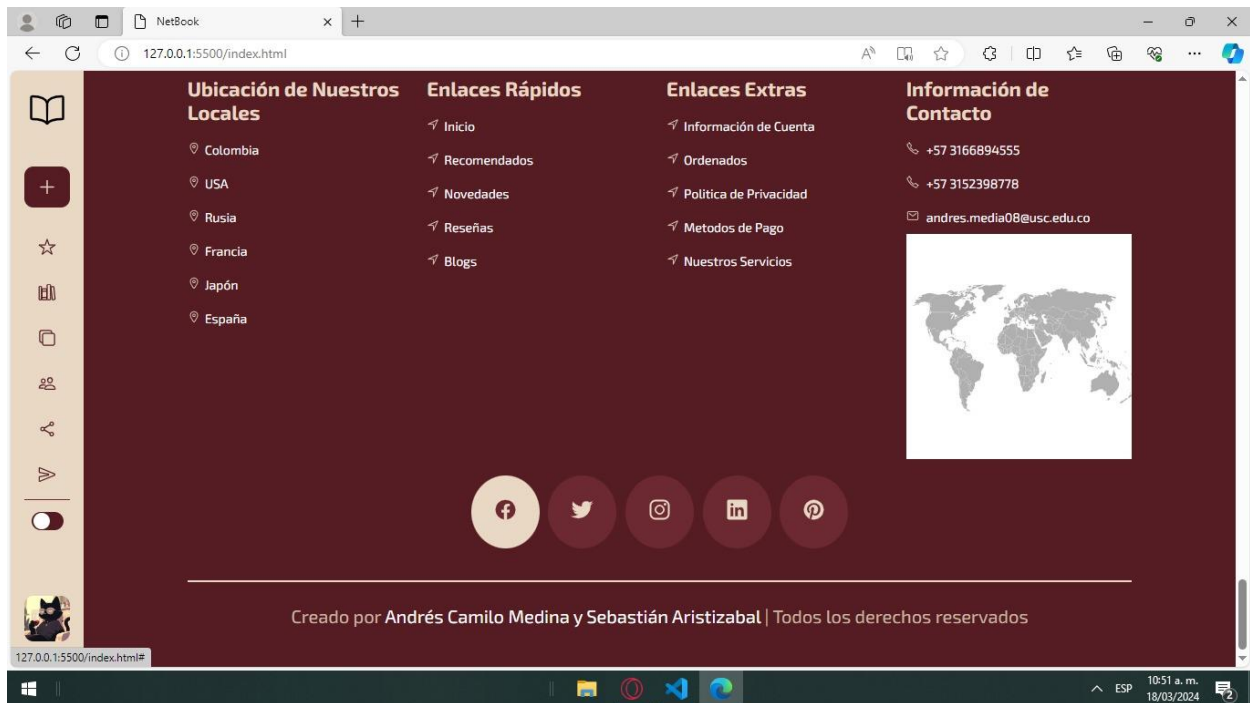 NetBook
127.0.0.1:5500/index.html
Ubicación de Nuestros
Locales
Colombia
USA
Rusia
Francia
Japón
España
Enlaces Rápidos
Inicio
Recomendados
Novedades
Reseñas
Blogs
Enlaces Extras
Información de Cuenta
Ordenados
Politica de Privacidad
Metodos de Pago
Nuestros Servicios
Información de
Contacto
+57 3166894555
+57 3152398778
andres.media08@usc.edu.co
Creado por Andrés Camilo Medina y Sebastián Aristizabal | Todos los derechos reservados
127.0.0.1:5500/index.html#
ESP
10:51 a. m.
18/03/2024
2